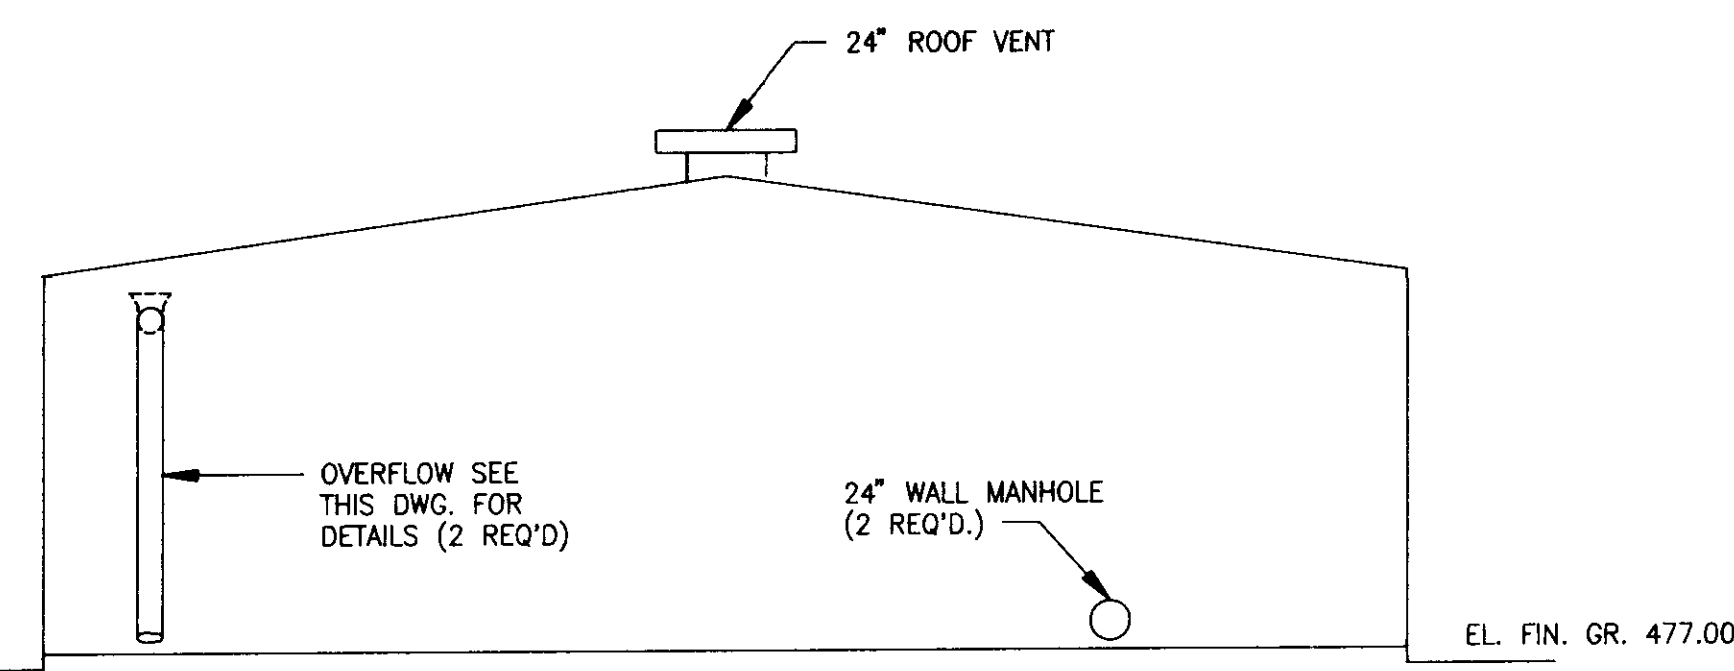 24" ROOF VENT
OVERFLOW SEE
THIS DWG. FOR
DETAILS (2 REQ'D)
24" WALL MANHOLE
(2 REQ'D.)
EL. FIN. GR. 477.00